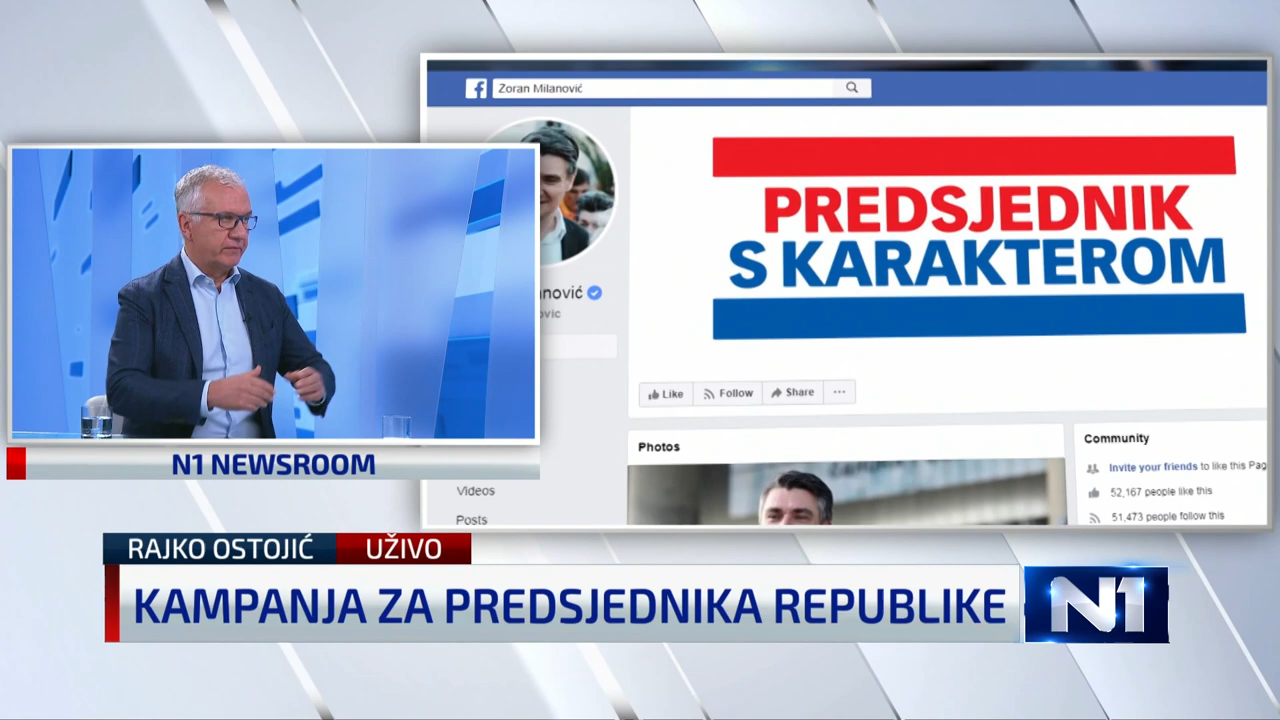 Zoran Milanović
PREDSJEDNIK
S KARAKTEROM
anović
ovic
Like
Follow
Share
Photos
Community
Invite your friends to like this Pag
52,167 people like this
51,473 people follow this
Videos
Posts
N1 NEWSROOM
RAJKO OSTOJIĆ
UŽIVO
KAMPANJA ZA PREDSJEDNIKA REPUBLIKE
N1